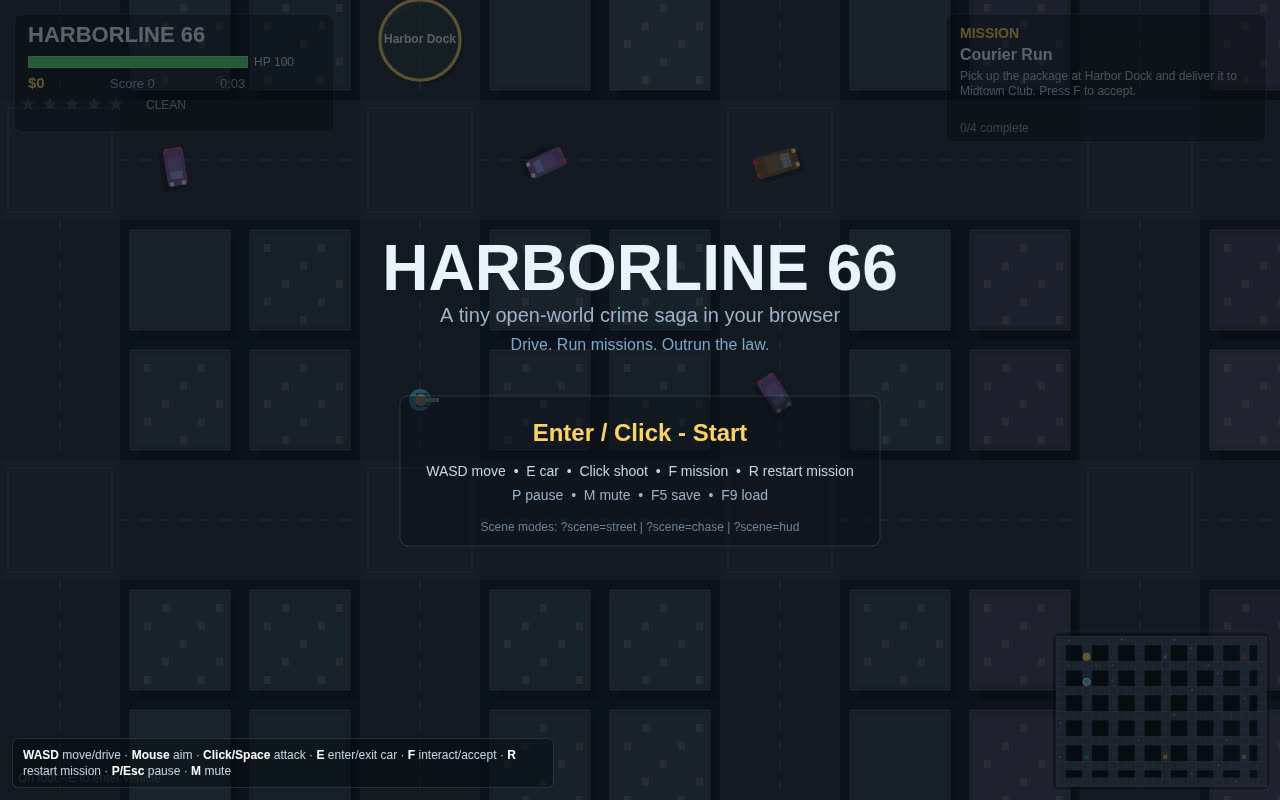 HARBORLINE 66
HP 100
$0 Score 0 0:03
CLEAN
Harbor Dock
MISSION
Courier Run
Pick up the package at Harbor Dock and deliver it to
Midtown Club. Press F to accept.
0/4 complete
HARBORLINE 66
A tiny open-world crime saga in your browser
Drive. Run missions. Outrun the law.
Enter / Click - Start
WASD move • E car • Click shoot • F mission • R restart mission
P pause • M mute • F5 save • F9 load
Scene modes: ?scene=street | ?scene=chase | ?scene=hud
WASD move/drive · Mouse aim · Click/Space attack · E enter/exit car · F interact/accept · R
restart mission · P/Esc pause · M mute